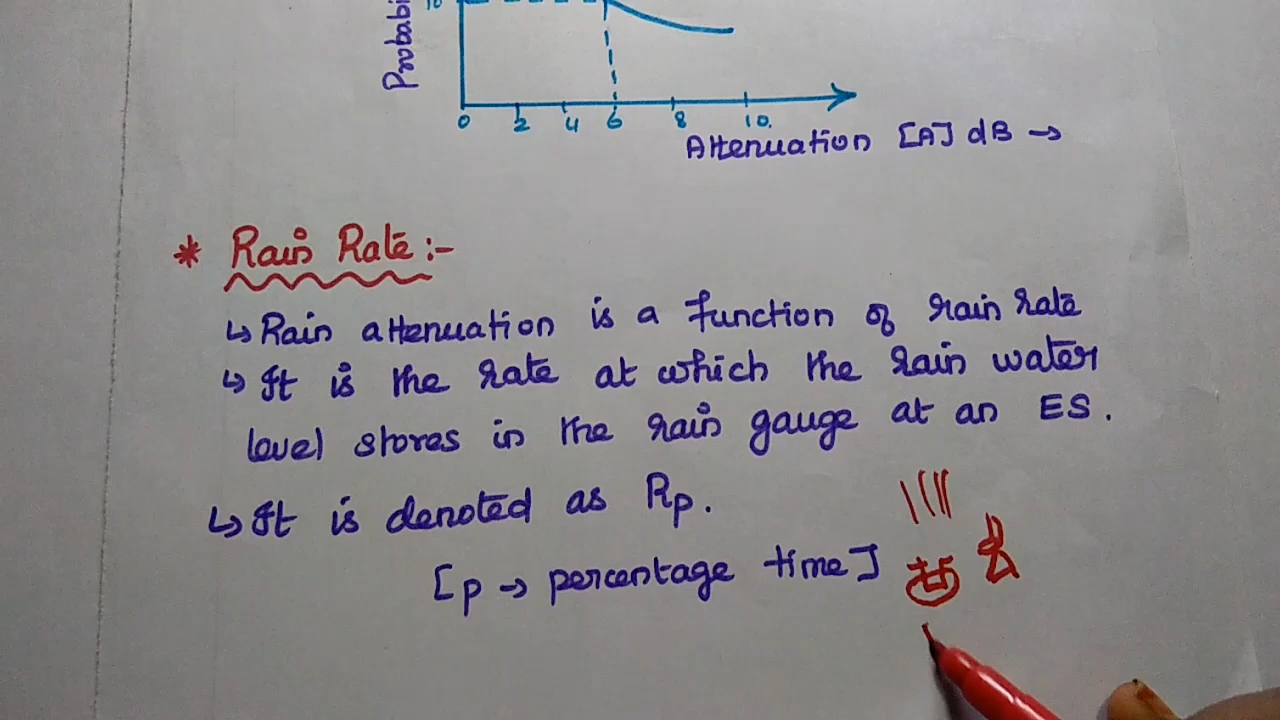 Probabi
0 2 4 6 8 10.
Attenuation [A] dB →
* Rain Rate:-
↳ Rain attenuation is a function of rain rate
↳ It is the rate at which the rain water
level stores in the rain gauge at an ES.
↳ It is denoted as Rp.
[p → percentage time]